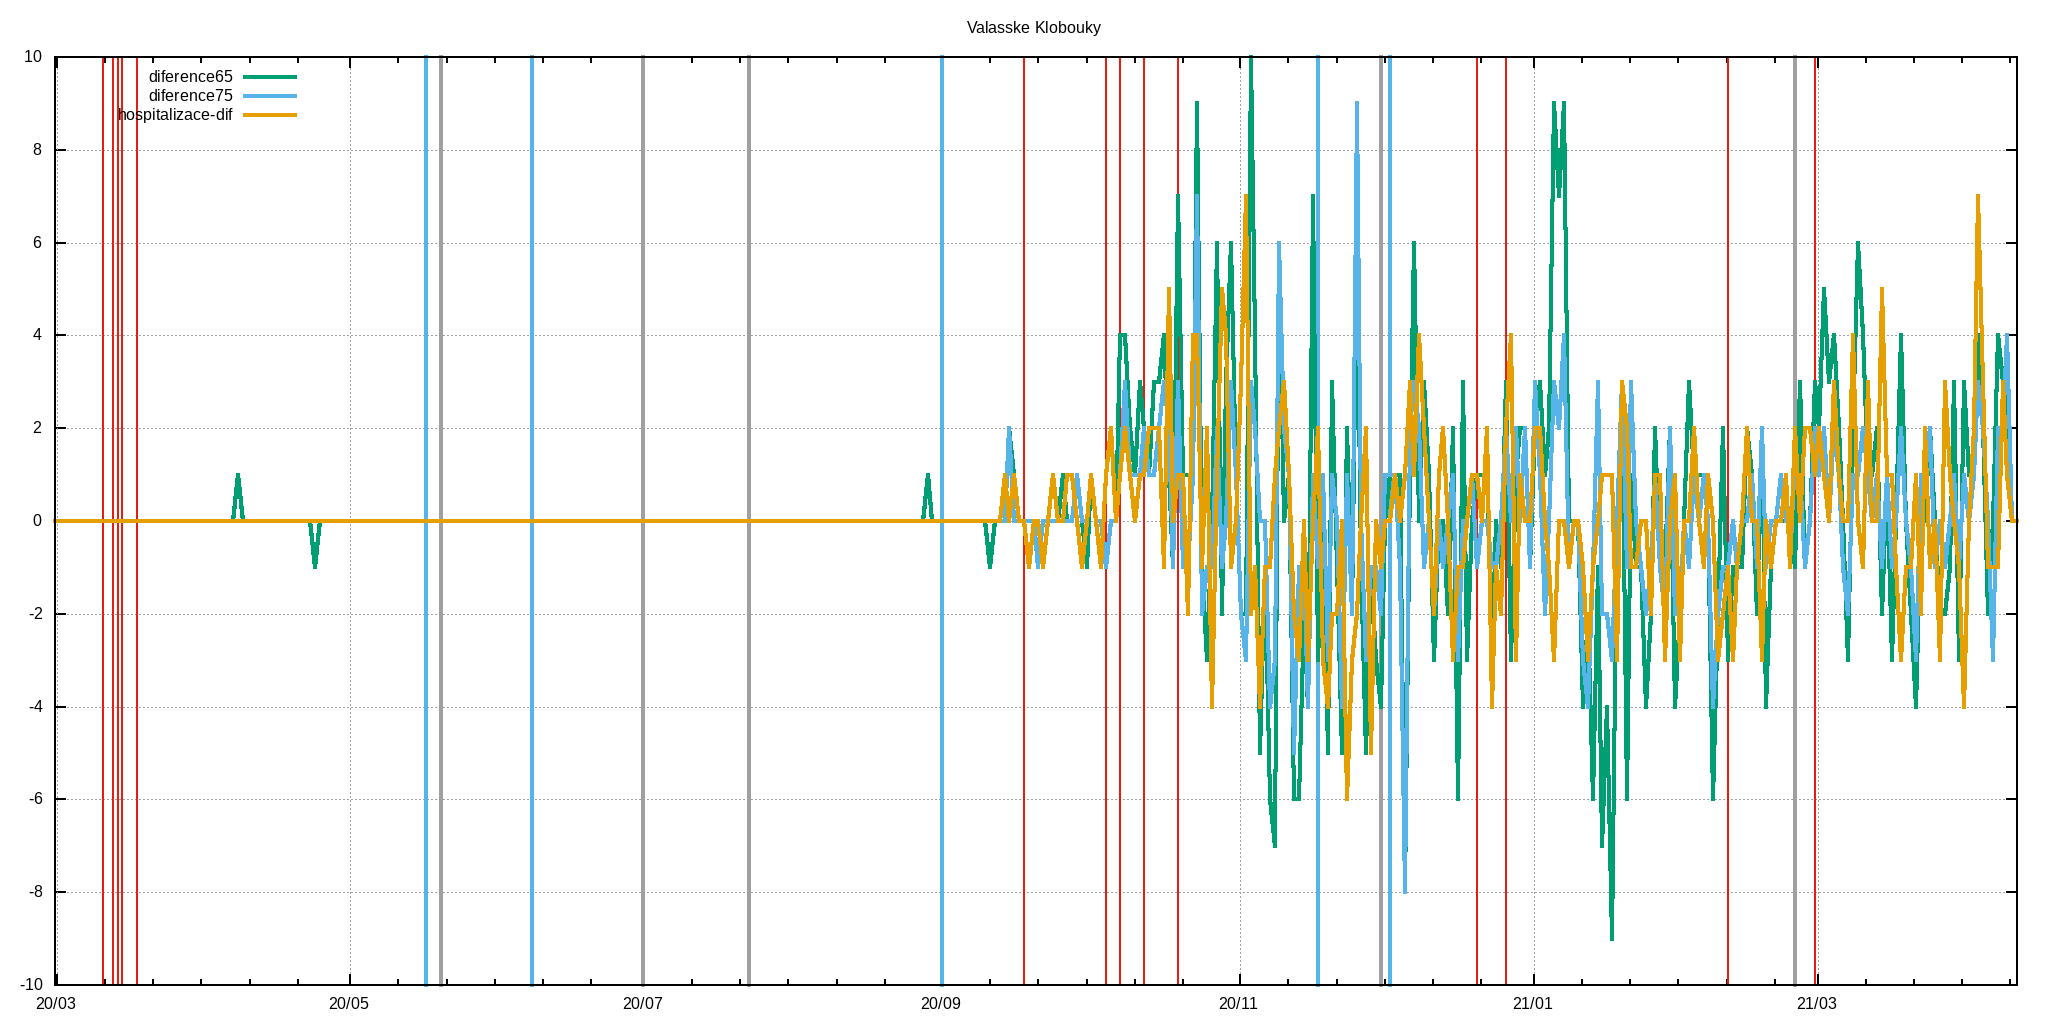 Valasske Klobouky
diference65
diference75
hospitalizace-dif
10
8
6
4
2
0
-2
-4
-6
-8
-10
20/03 20/05 20/07 20/09 20/11 21/01 21/03